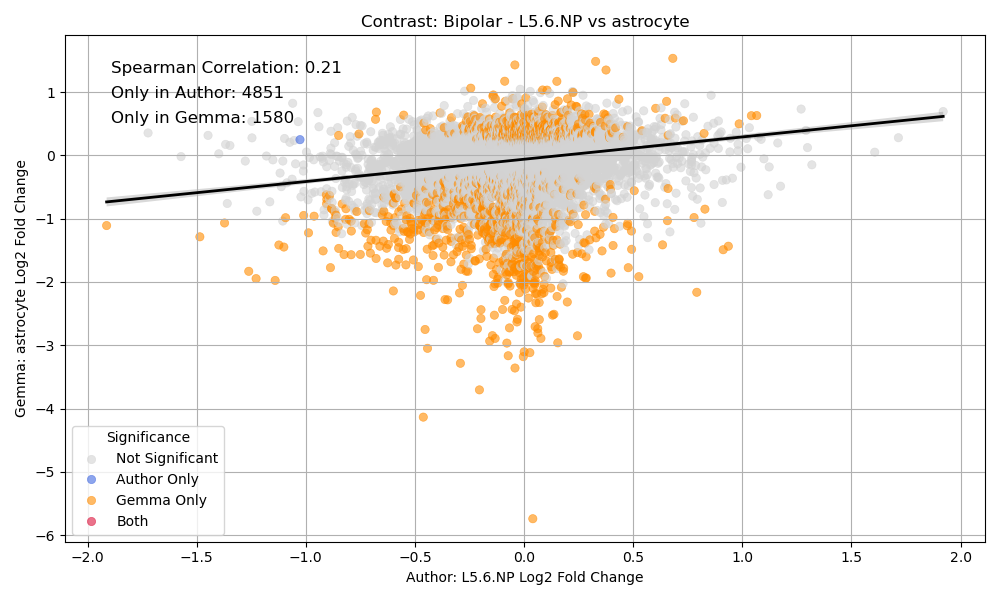 Contrast: Bipolar - L5.6.NP vs astrocyte
Spearman Correlation: 0.21
Only in Author: 4851
Only in Gemma: 1580
1
0
−1
−2
−3
−4
−5
−6
Gemma: astrocyte Log2 Fold Change
Significance
Not Significant
Author Only
Gemma Only
Both
−2.0 −1.5 −1.0 −0.5 0.0 0.5 1.0 1.5 2.0
Author: L5.6.NP Log2 Fold Change